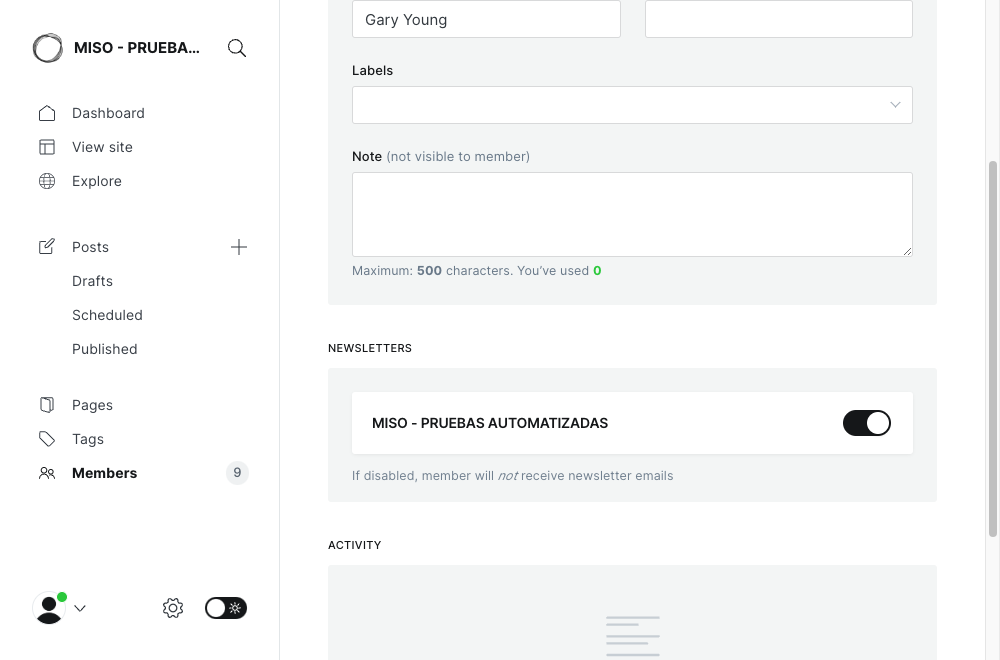 MISO - PRUEBA...
Dashboard
View site
Explore
Posts
Drafts
Scheduled
Published
Pages
Tags
Members 9
Gary Young
Labels
Note (not visible to member)
Maximum: 500 characters. You've used 0
NEWSLETTERS
MISO - PRUEBAS AUTOMATIZADAS
If disabled, member will not receive newsletter emails
ACTIVITY